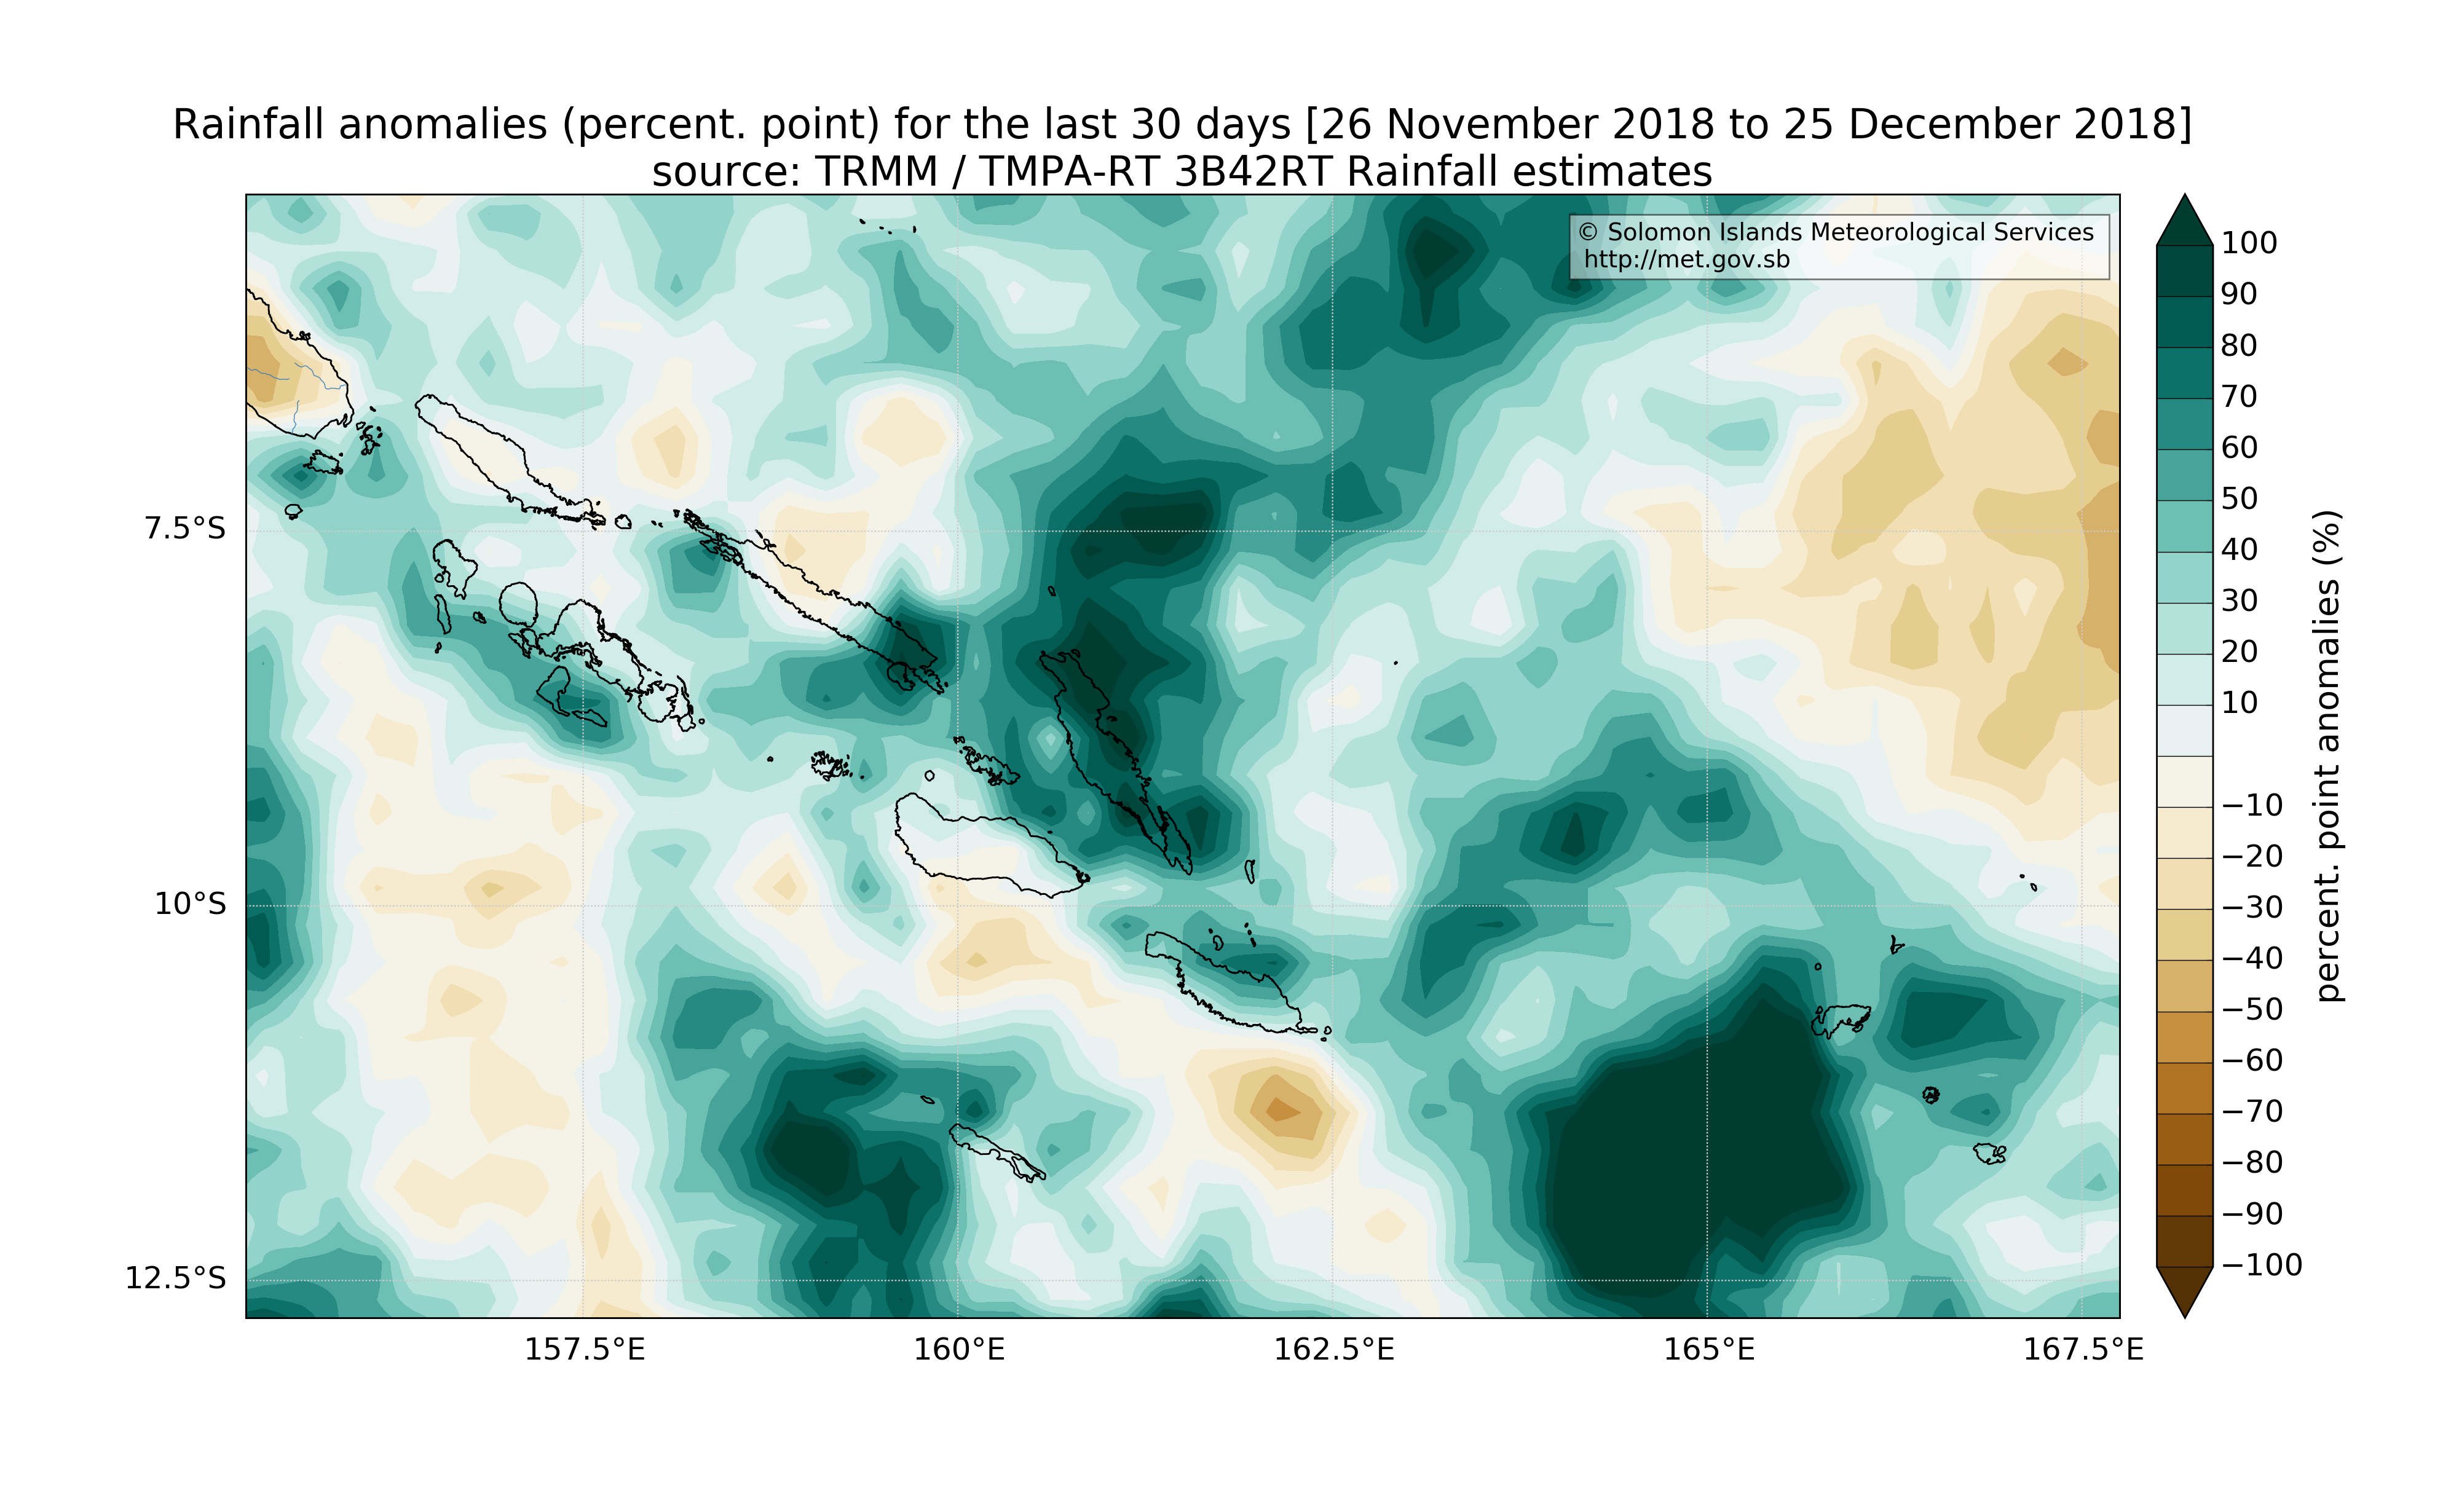 Rainfall anomalies (percent. point) for the last 30 days [26 November 2018 to 25 December 2018]
source: TRMM / TMPA-RT 3B42RT Rainfall estimates
© Solomon Islands Meteorological Services
http://met.gov.sb
7.5°S
10°S
12.5°S
157.5°E
160°E
162.5°E
165°E
167.5°E
100
90
80
70
60
50
40
30
20
10
−10
−20
−30
−40
−50
−60
−70
−80
−90
−100
percent. point anomalies (%)